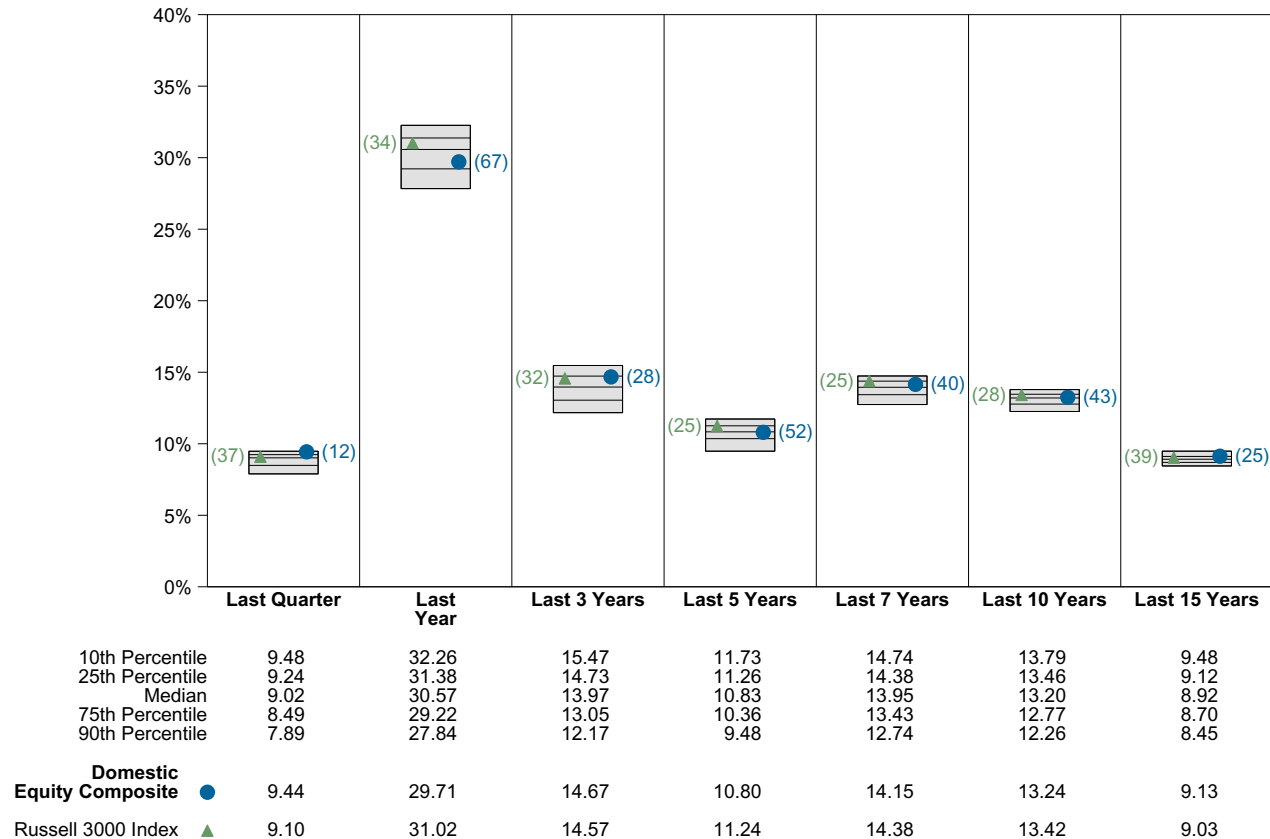 40%
35%
30%
25%
20%
15%
10%
5%
0%
(37) (12)
(34) (67)
(32) (28)
(25) (52)
(25) (40)
(28) (43)
(39) (25)
Last Quarter Last Year Last 3 Years Last 5 Years Last 7 Years Last 10 Years Last 15 Years
10th Percentile 9.48 32.26 15.47 11.73 14.74 13.79 9.48
25th Percentile 9.24 31.38 14.73 11.26 14.38 13.46 9.12
Median 9.02 30.57 13.97 10.83 13.95 13.20 8.92
75th Percentile 8.49 29.22 13.05 10.36 13.43 12.77 8.70
90th Percentile 7.89 27.84 12.17 9.48 12.74 12.26 8.45
Domestic
Equity Composite 9.44 29.71 14.67 10.80 14.15 13.24 9.13
Russell 3000 Index 9.10 31.02 14.57 11.24 14.38 13.42 9.03